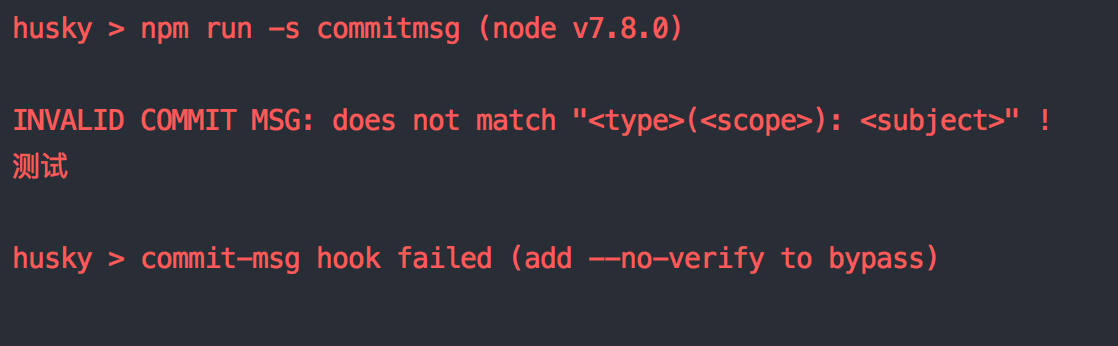 husky > npm run -s commitmsg (node v7.8.0)
INVALID COMMIT MSG: does not match "<type>(<scope>): <subject>" !
测试
husky > commit-msg hook failed (add --no-verify to bypass)